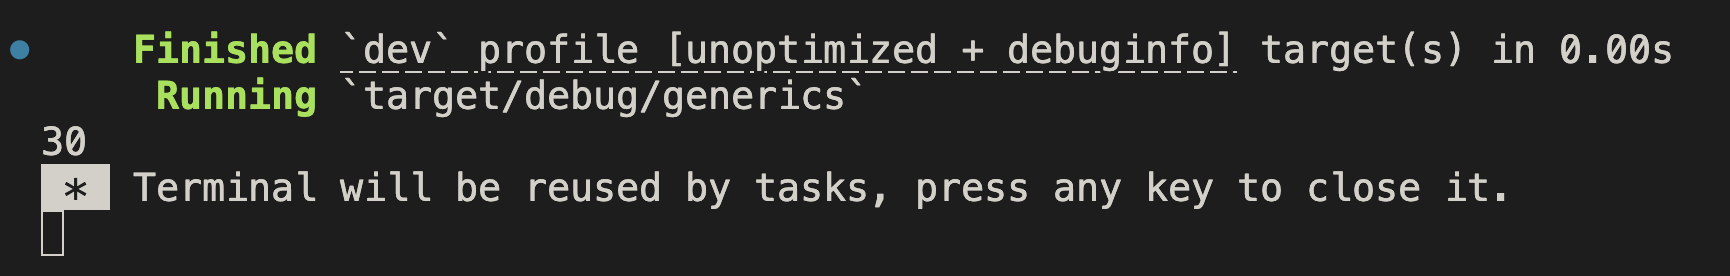 Finished `dev` profile [unoptimized + debuginfo] target(s) in 0.00s
Running `target/debug/generics`
30
* Terminal will be reused by tasks, press any key to close it.